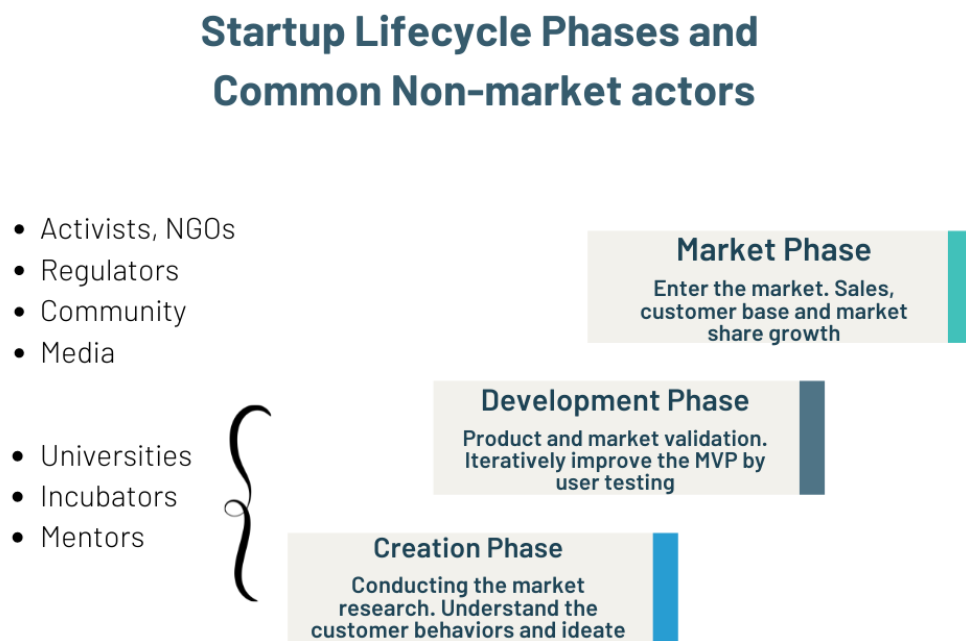 Startup Lifecycle Phases and
Common Non-market actors
• Activists, NGOs
• Regulators
• Community
• Media
Market Phase
Enter the market. Sales,
customer base and market
share growth
Development Phase
Product and market validation.
Iteratively improve the MVP by
user testing
• Universities
• Incubators
• Mentors
Creation Phase
Conducting the market
research. Understand the
customer behaviors and ideate